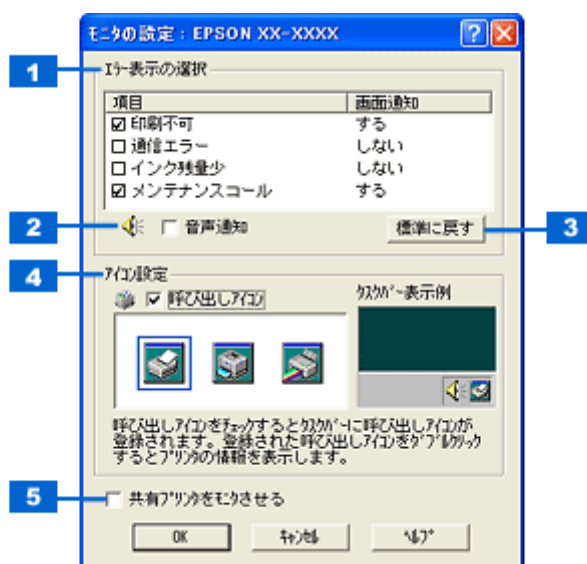 モニタの設定 : EPSON XX-XXXX
1
ｴﾗｰ表示の選択
項目 画面通知
印刷不可 する
通信エラー しない
インク残量少 しない
メンテナンスコール する
2
音声通知
標準に戻す
3
4
ｱｲｺﾝ設定
呼び出しｱｲｺﾝ
ﾀｽｸﾊﾞｰ表示例
呼び出しｱｲｺﾝをﾁｪｯｸするとﾀｽｸﾊﾞｰに呼び出しｱｲｺﾝが
登録されます。登録された呼び出しｱｲｺﾝをﾀﾞﾌﾞﾙｸﾘｯｸ
するとﾌﾟﾘﾝﾀの情報を表示します。
5
共有ﾌﾟﾘﾝﾀをﾓﾆﾀさせる
OK ｷｬﾝｾﾙ ﾍﾙﾌﾟ